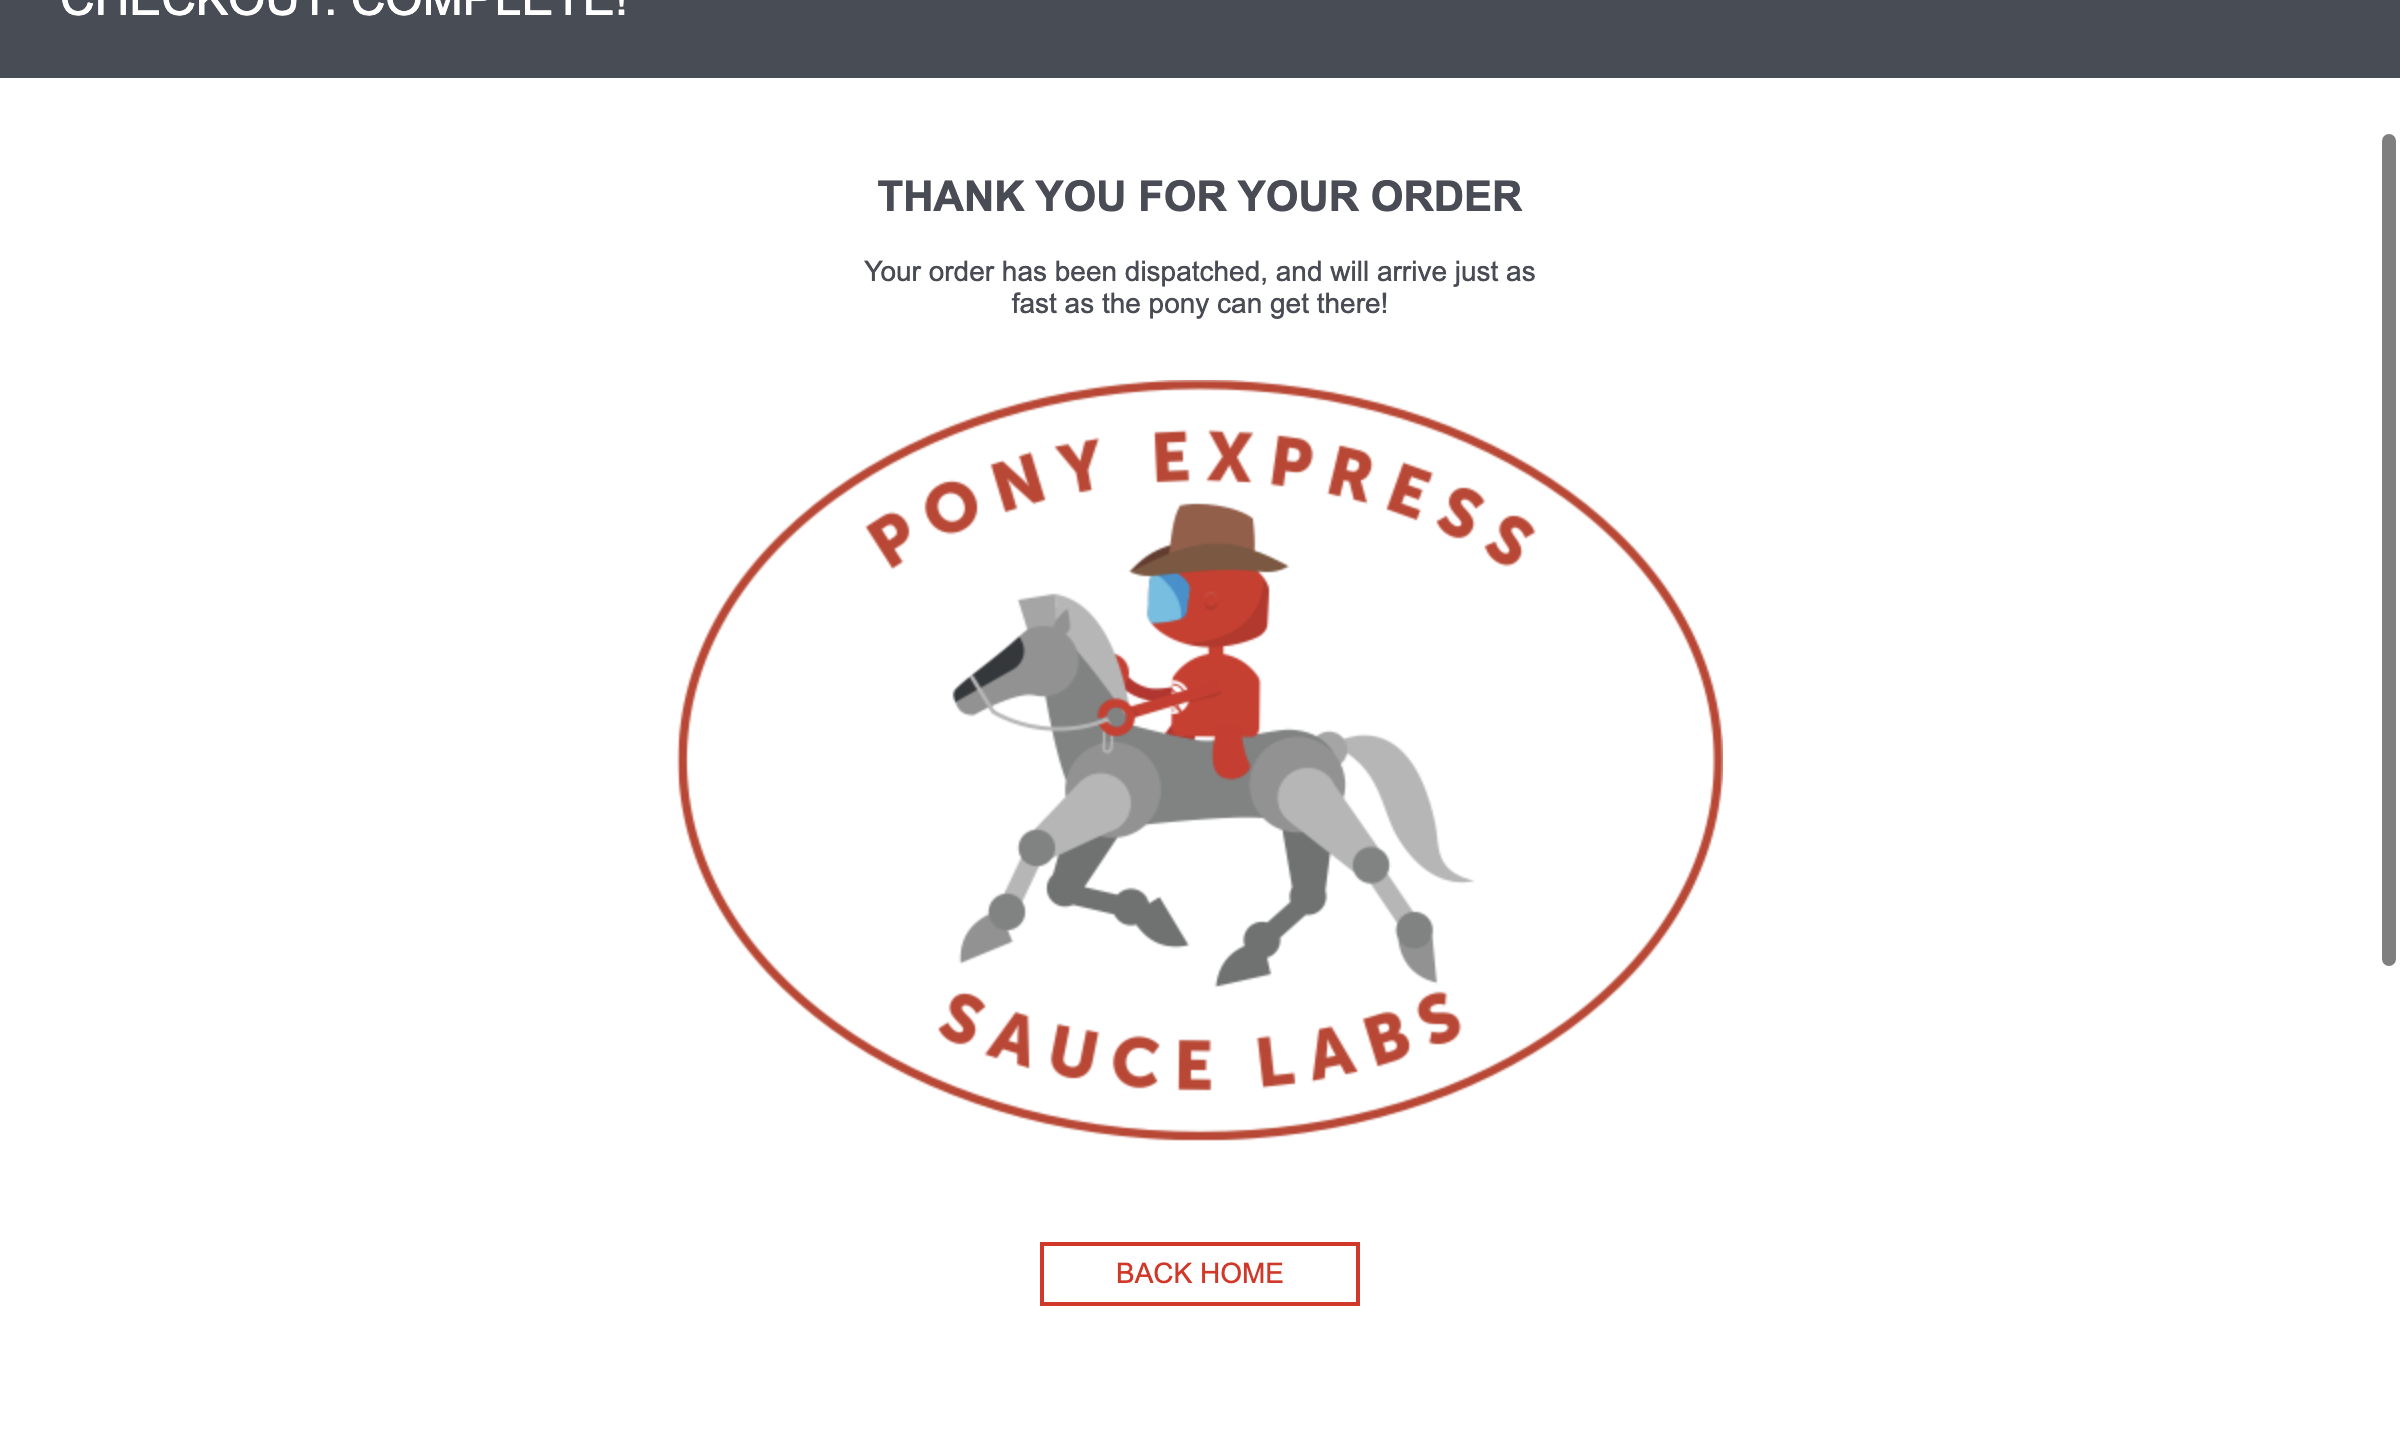 CHECKOUT: COMPLETE!
THANK YOU FOR YOUR ORDER
Your order has been dispatched, and will arrive just as
fast as the pony can get there!
PONY EXPRESS
SAUCE LABS
BACK HOME